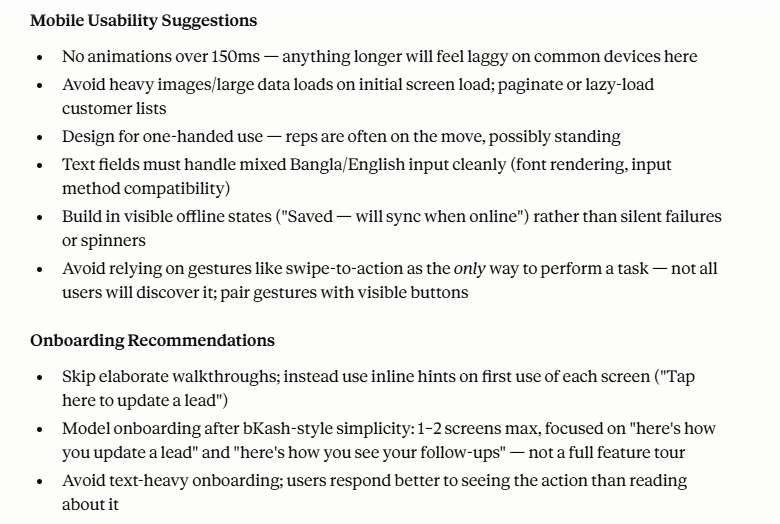 Mobile Usability Suggestions
• No animations over 150ms — anything longer will feel laggy on common devices here
• Avoid heavy images/large data loads on initial screen load; paginate or lazy-load
customer lists
• Design for one-handed use — reps are often on the move, possibly standing
• Text fields must handle mixed Bangla/English input cleanly (font rendering, input
method compatibility)
• Build in visible offline states ("Saved — will sync when online") rather than silent failures
or spinners
• Avoid relying on gestures like swipe-to-action as the only way to perform a task — not all
users will discover it; pair gestures with visible buttons
Onboarding Recommendations
• Skip elaborate walkthroughs; instead use inline hints on first use of each screen ("Tap
here to update a lead")
• Model onboarding after bKash-style simplicity: 1–2 screens max, focused on "here's how
you update a lead" and "here's how you see your follow-ups" — not a full feature tour
• Avoid text-heavy onboarding; users respond better to seeing the action than reading
about it